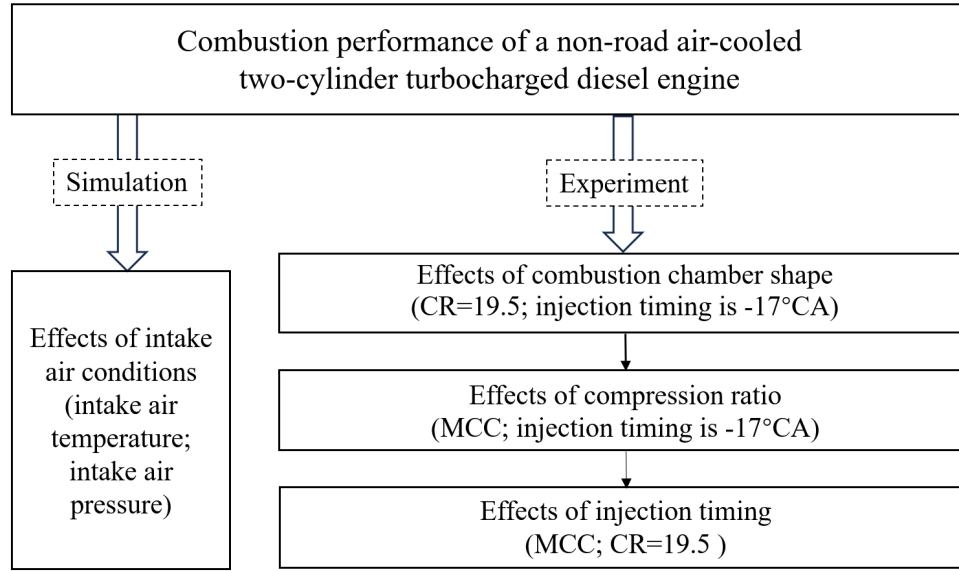 Combustion performance of a non-road air-cooled
two-cylinder turbocharged diesel engine
Simulation
Experiment
Effects of intake
air conditions
(intake air
temperature;
intake air
pressure)
Effects of combustion chamber shape
(CR=19.5; injection timing is -17°CA)
Effects of compression ratio
(MCC; injection timing is -17°CA)
Effects of injection timing
(MCC; CR=19.5 )